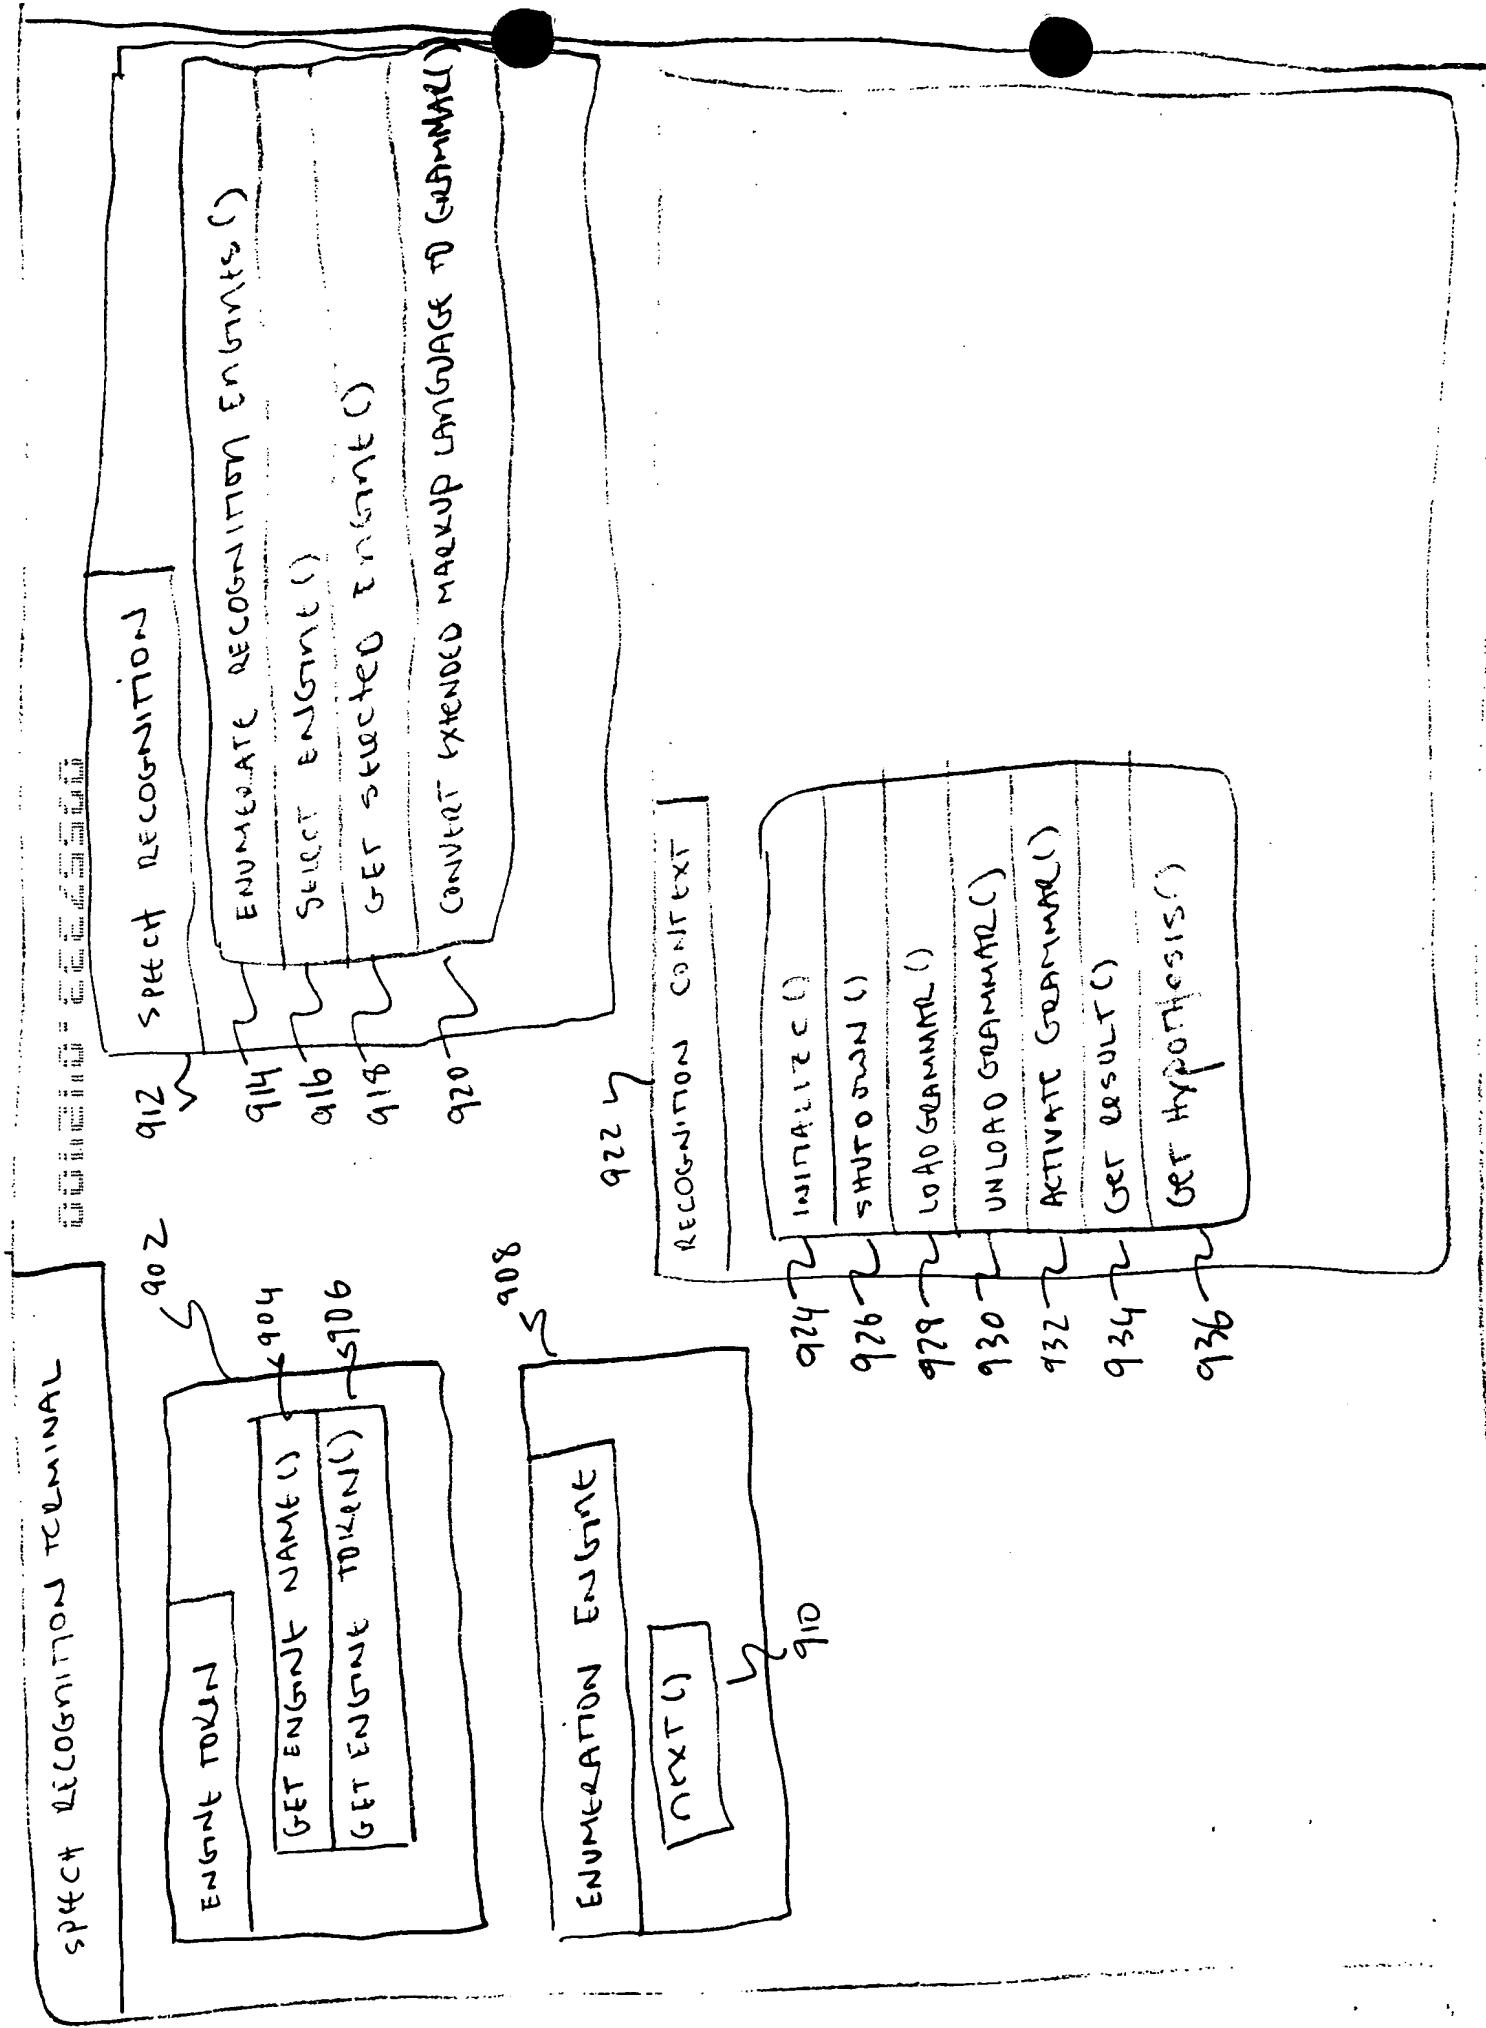 SPEECH RECOGNITION TERMINAL
ENGINE TOKEN
902
GET ENGINE NAME()
904
GET ENGINE TOKEN()
906
ENUMERATION ENGINE
908
NEXT()
910
912
SPEECH RECOGNITION
914
ENUMERATE RECOGNITION ENGINES()
916
SELECT ENGINE()
918
GET SELECTED ENGINE()
920
CONVERT EXTENDED MARKUP LANGUAGE TO GRAMMAR()
922
RECOGNITION CONTEXT
924
INITIALIZE()
926
SHUTDOWN()
928
LOAD GRAMMAR()
930
UNLOAD GRAMMAR()
932
ACTIVATE GRAMMAR()
934
GET RESULT()
936
GET HYPOTHESIS()